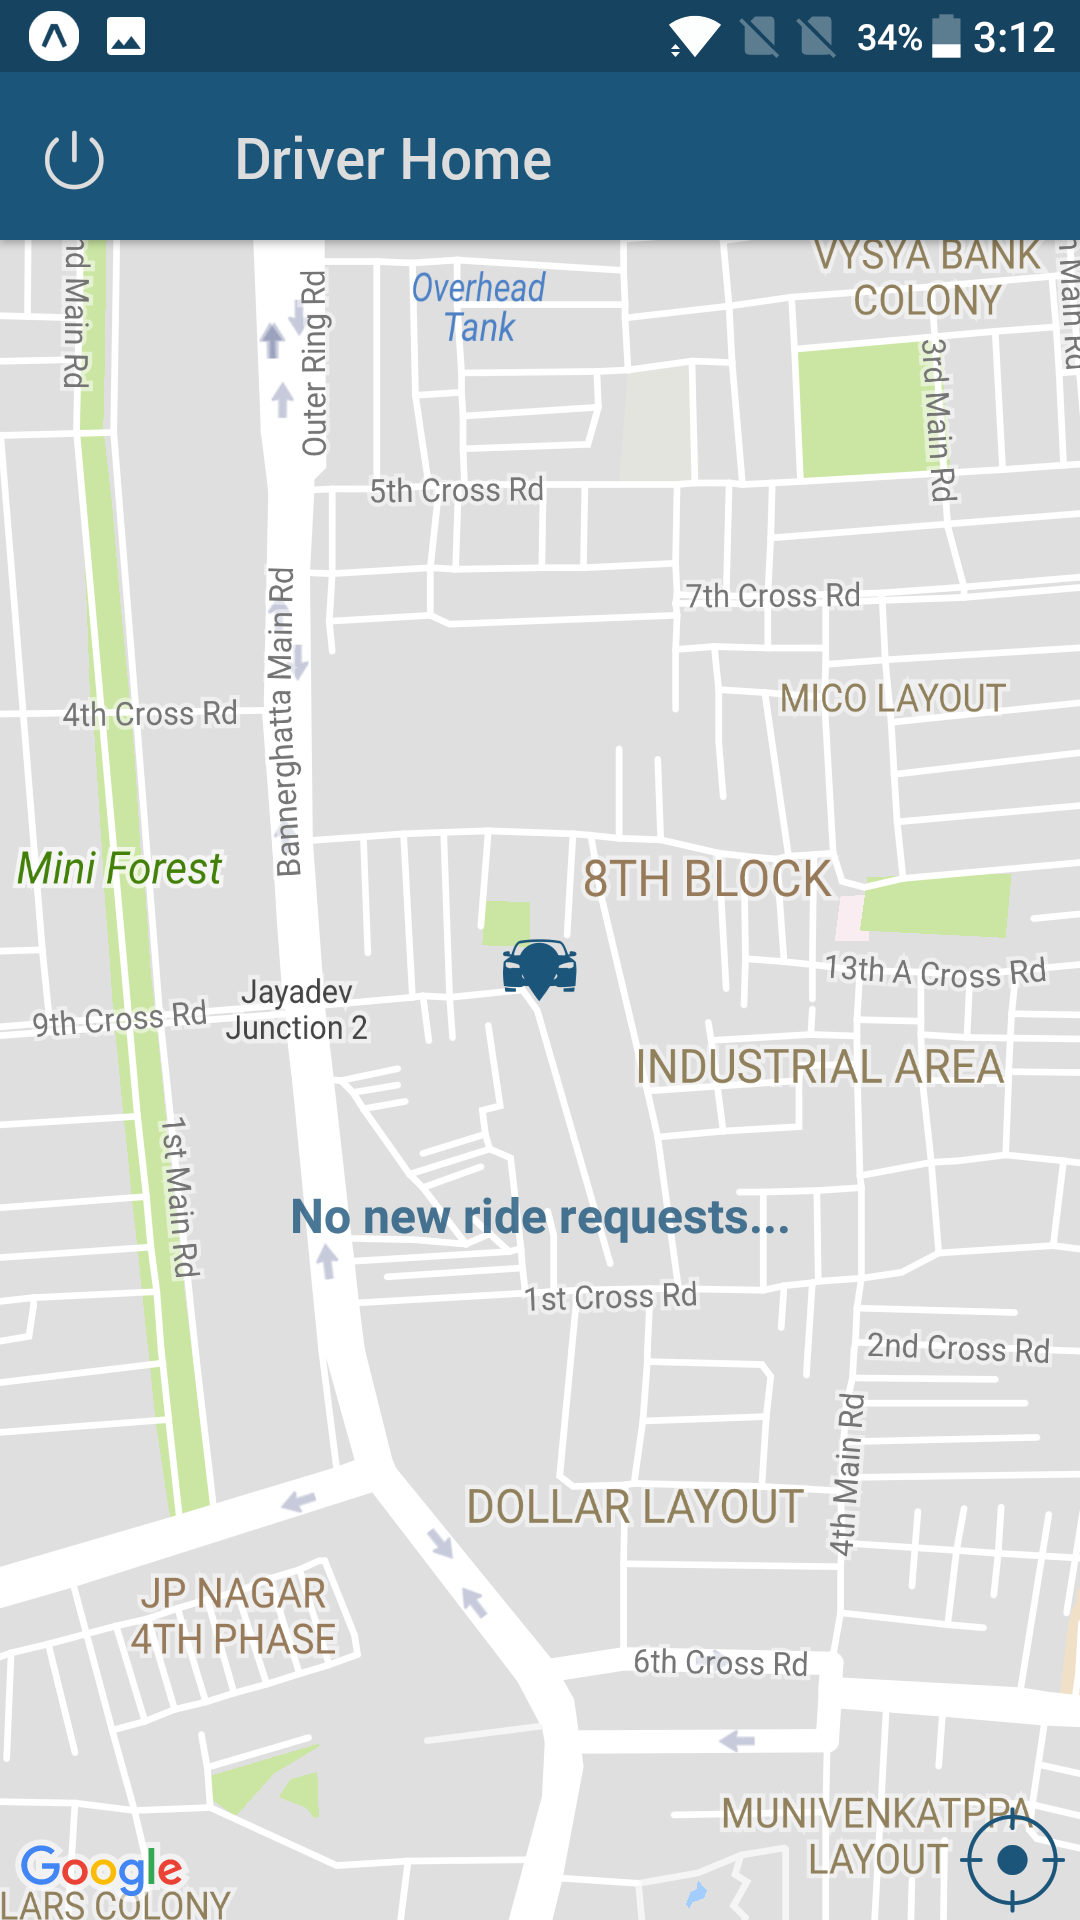 34%
3:12
Driver Home
nd Main Rd
Outer Ring Rd
Overhead
Tank
VYSYA BANK
COLONY
3rd Main Rd
Main Rd
5th Cross Rd
7th Cross Rd
Bannerghatta Main Rd
4th Cross Rd
MICO LAYOUT
Mini Forest
8TH BLOCK
13th A Cross Rd
Jayadev
Junction 2
9th Cross Rd
INDUSTRIAL AREA
1st Main Rd
No new ride requests...
1st Cross Rd
2nd Cross Rd
4th Main Rd
DOLLAR LAYOUT
JP NAGAR
4TH PHASE
6th Cross Rd
MUNIVENKATPPA
LAYOUT
Google
LARS COLONY